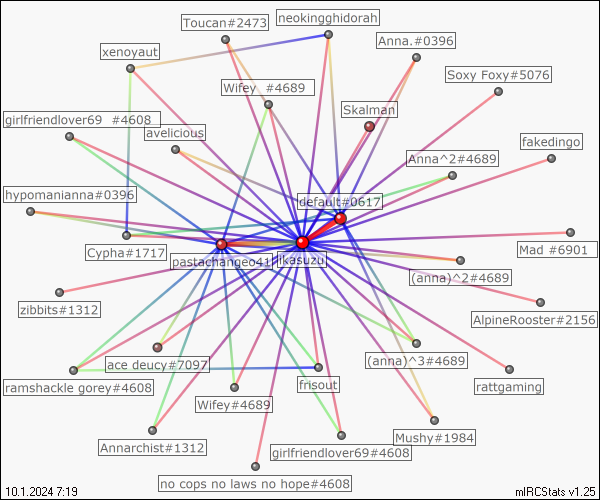 neokingghidorah
Toucan#2473
Anna.#0396
xenoyaut
Soxy Foxy#5076
Wifey  #4689
Skalman
girlfriendlover69  #4608
avelicious
fakedingo
Anna^2#4689
hypomanianna#0396
default#0617
Cypha#1717
Mad #6901
pastachangeo41
ikasuzu
(anna)^2#4689
zibbits#1312
AlpineRooster#2156
ace deucy#7097
(anna)^3#4689
ramshackle gorey#4608
frisout
rattgaming
Wifey#4689
Mushy#1984
Annarchist#1312
girlfriendlover69#4608
no cops no laws no hope#4608
10.1.2024 7:19
mIRCStats v1.25